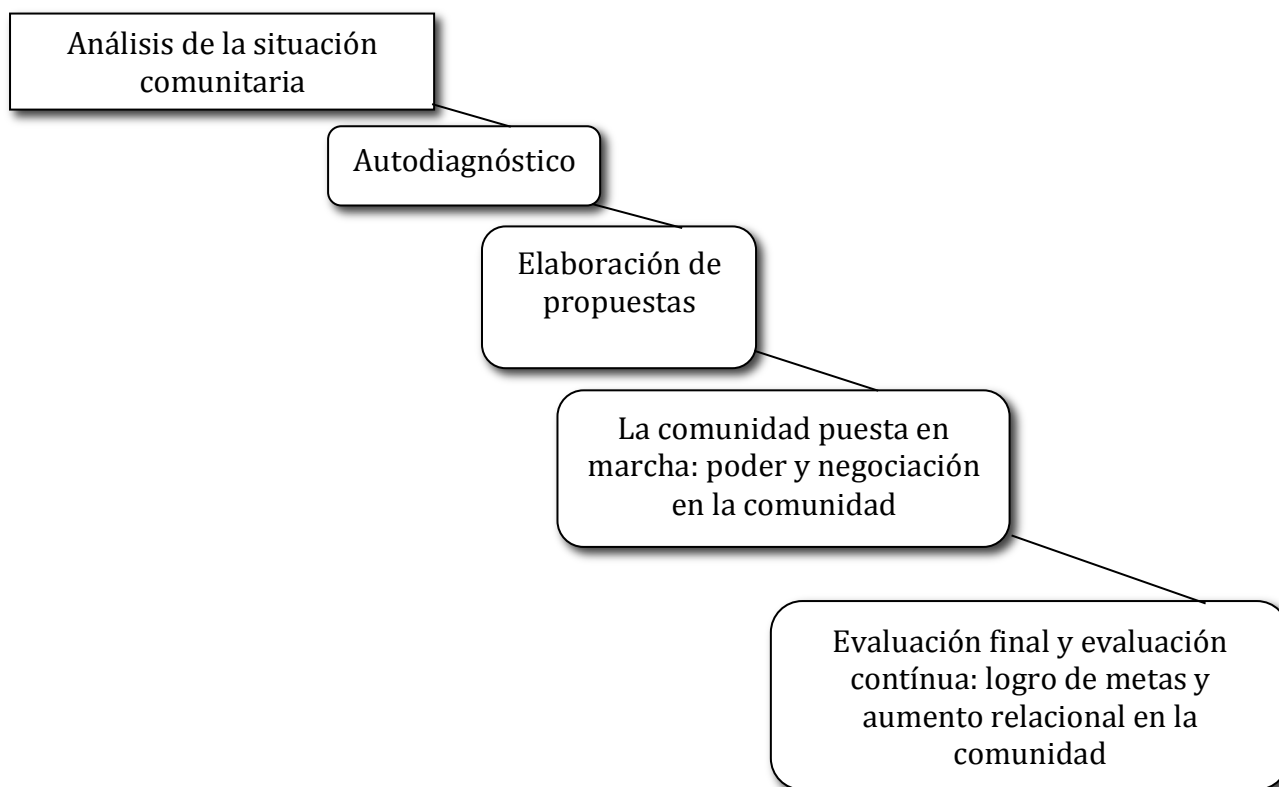 Análisis de la situación
comunitaria
Autodiagnóstico
Elaboración de
propuestas
La comunidad puesta en
marcha: poder y negociación
en la comunidad
Evaluación final y evaluación
contínua: logro de metas y
aumento relacional en la
comunidad